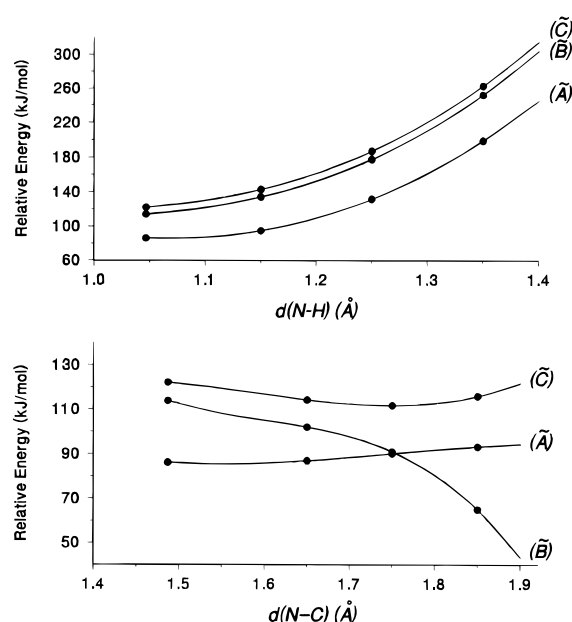 Relative Energy (kJ/mol)
300
260
220
180
140
100
60
1.0 1.1 1.2 1.3 1.4
d(N-H) (Å)
(C̃)
(B̃)
(Ã)
Relative Energy (kJ/mol)
130
110
90
70
50
1.4 1.5 1.6 1.7 1.8 1.9
d(N–C) (Å)
(C̃)
(Ã)
(B̃)